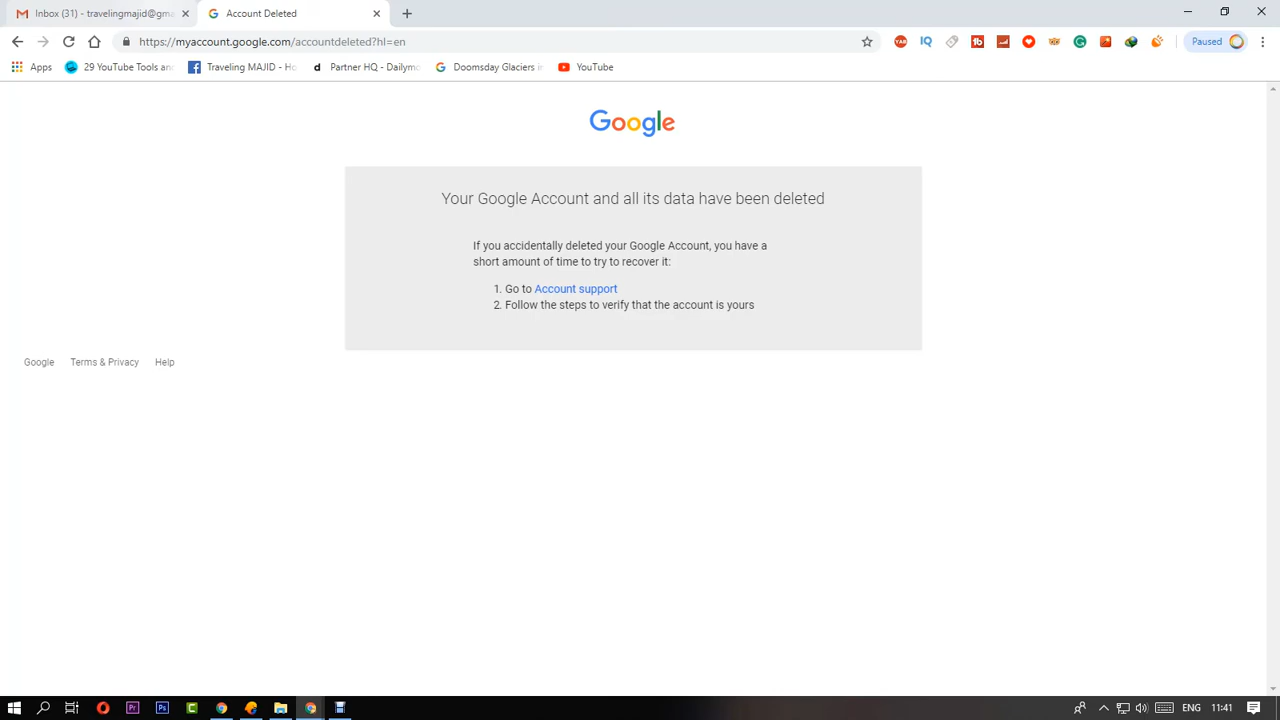 Inbox (31) - travelingmajid@gma
Account Deleted
https://myaccount.google.com/accountdeleted?hl=en
Paused
Apps
29 YouTube Tools and
Traveling MAJID - Ho
Partner HQ - Dailymo
Doomsday Glaciers in
YouTube
Google
Your Google Account and all its data have been deleted
If you accidentally deleted your Google Account, you have a
short amount of time to try to recover it:
1. Go to Account support
2. Follow the steps to verify that the account is yours
Google Terms & Privacy Help
ENG 11:41